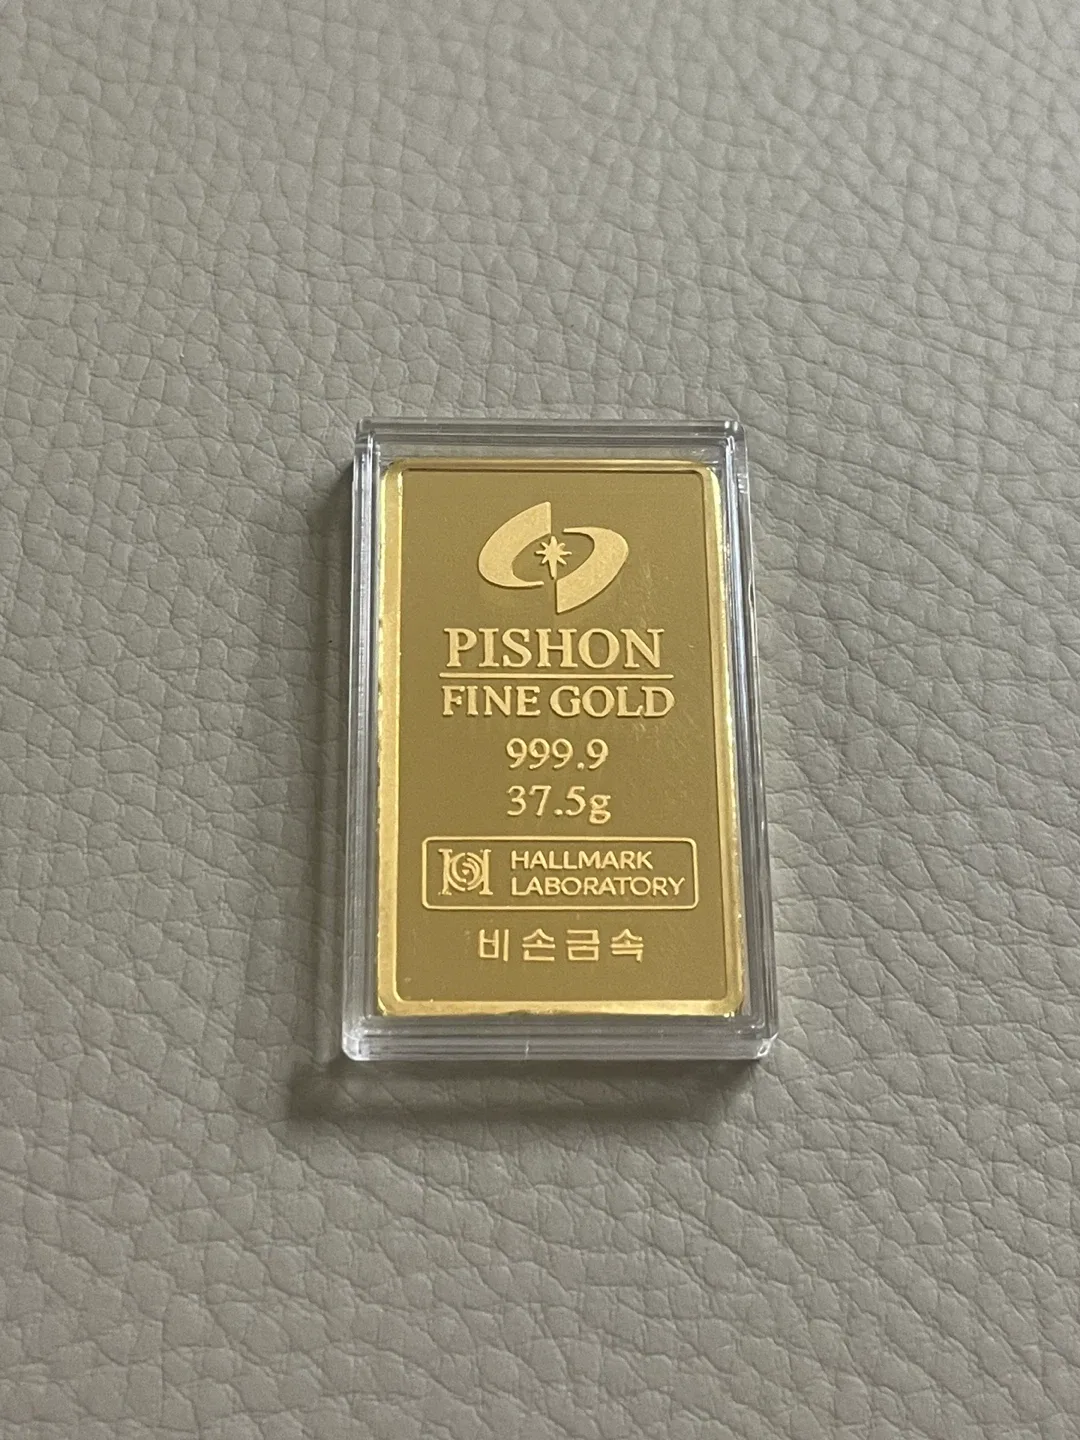 PISHON
FINE GOLD
999.9
37.5g
HALLMARK
LABORATORY
비손금속